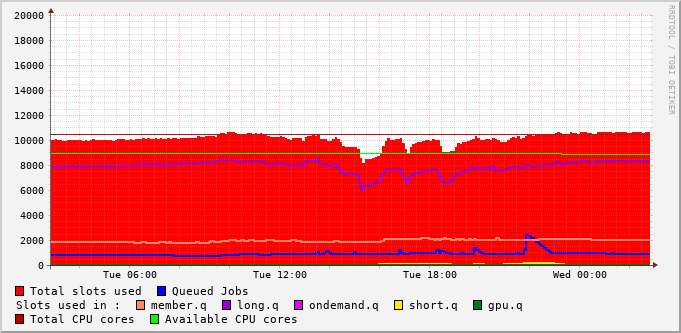 RRDTOOL / TOBI OETIKER
20000
18000
16000
14000
12000
10000
8000
6000
4000
2000
0
Tue 06:00 Tue 12:00 Tue 18:00 Wed 00:00
Total slots used Queued Jobs
Slots used in : member.q long.q ondemand.q short.q gpu.q
Total CPU cores Available CPU cores